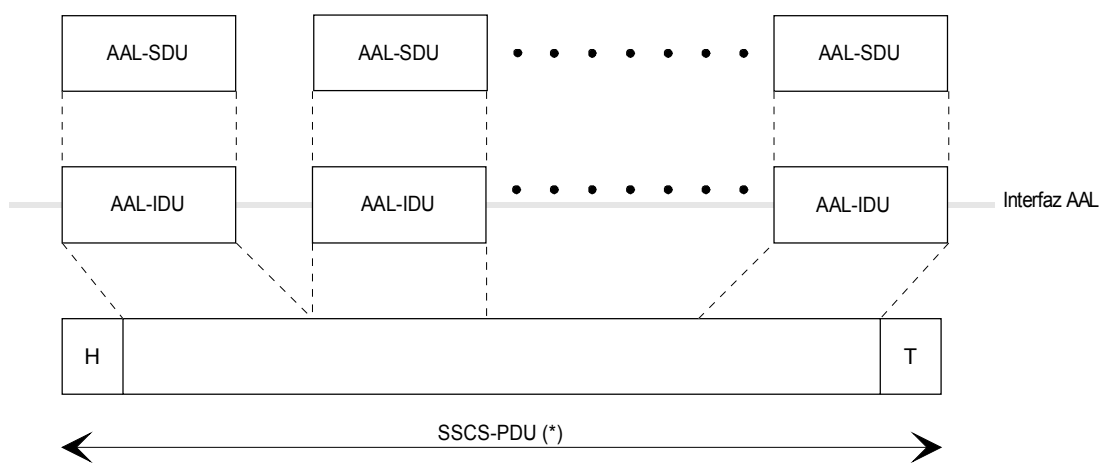 AAL-SDU AAL-SDU AAL-SDU
AAL-IDU AAL-IDU AAL-IDU Interfaz AAL
H T
SSCS-PDU (*)